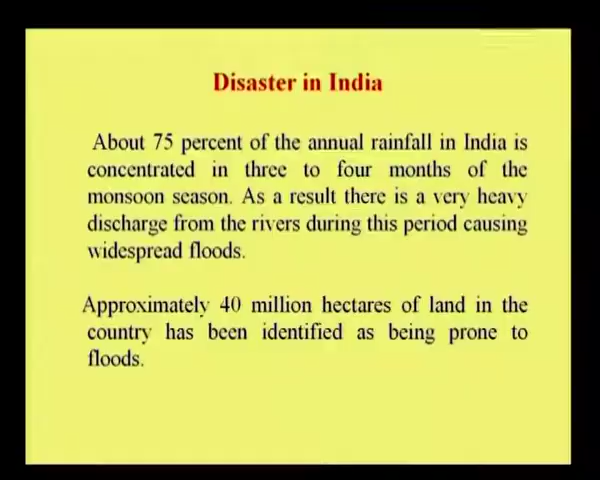 Disaster in India
About 75 percent of the annual rainfall in India is
concentrated in three to four months of the
monsoon season. As a result there is a very heavy
discharge from the rivers during this period causing
widespread floods.
Approximately 40 million hectares of land in the
country has been identified as being prone to
floods.